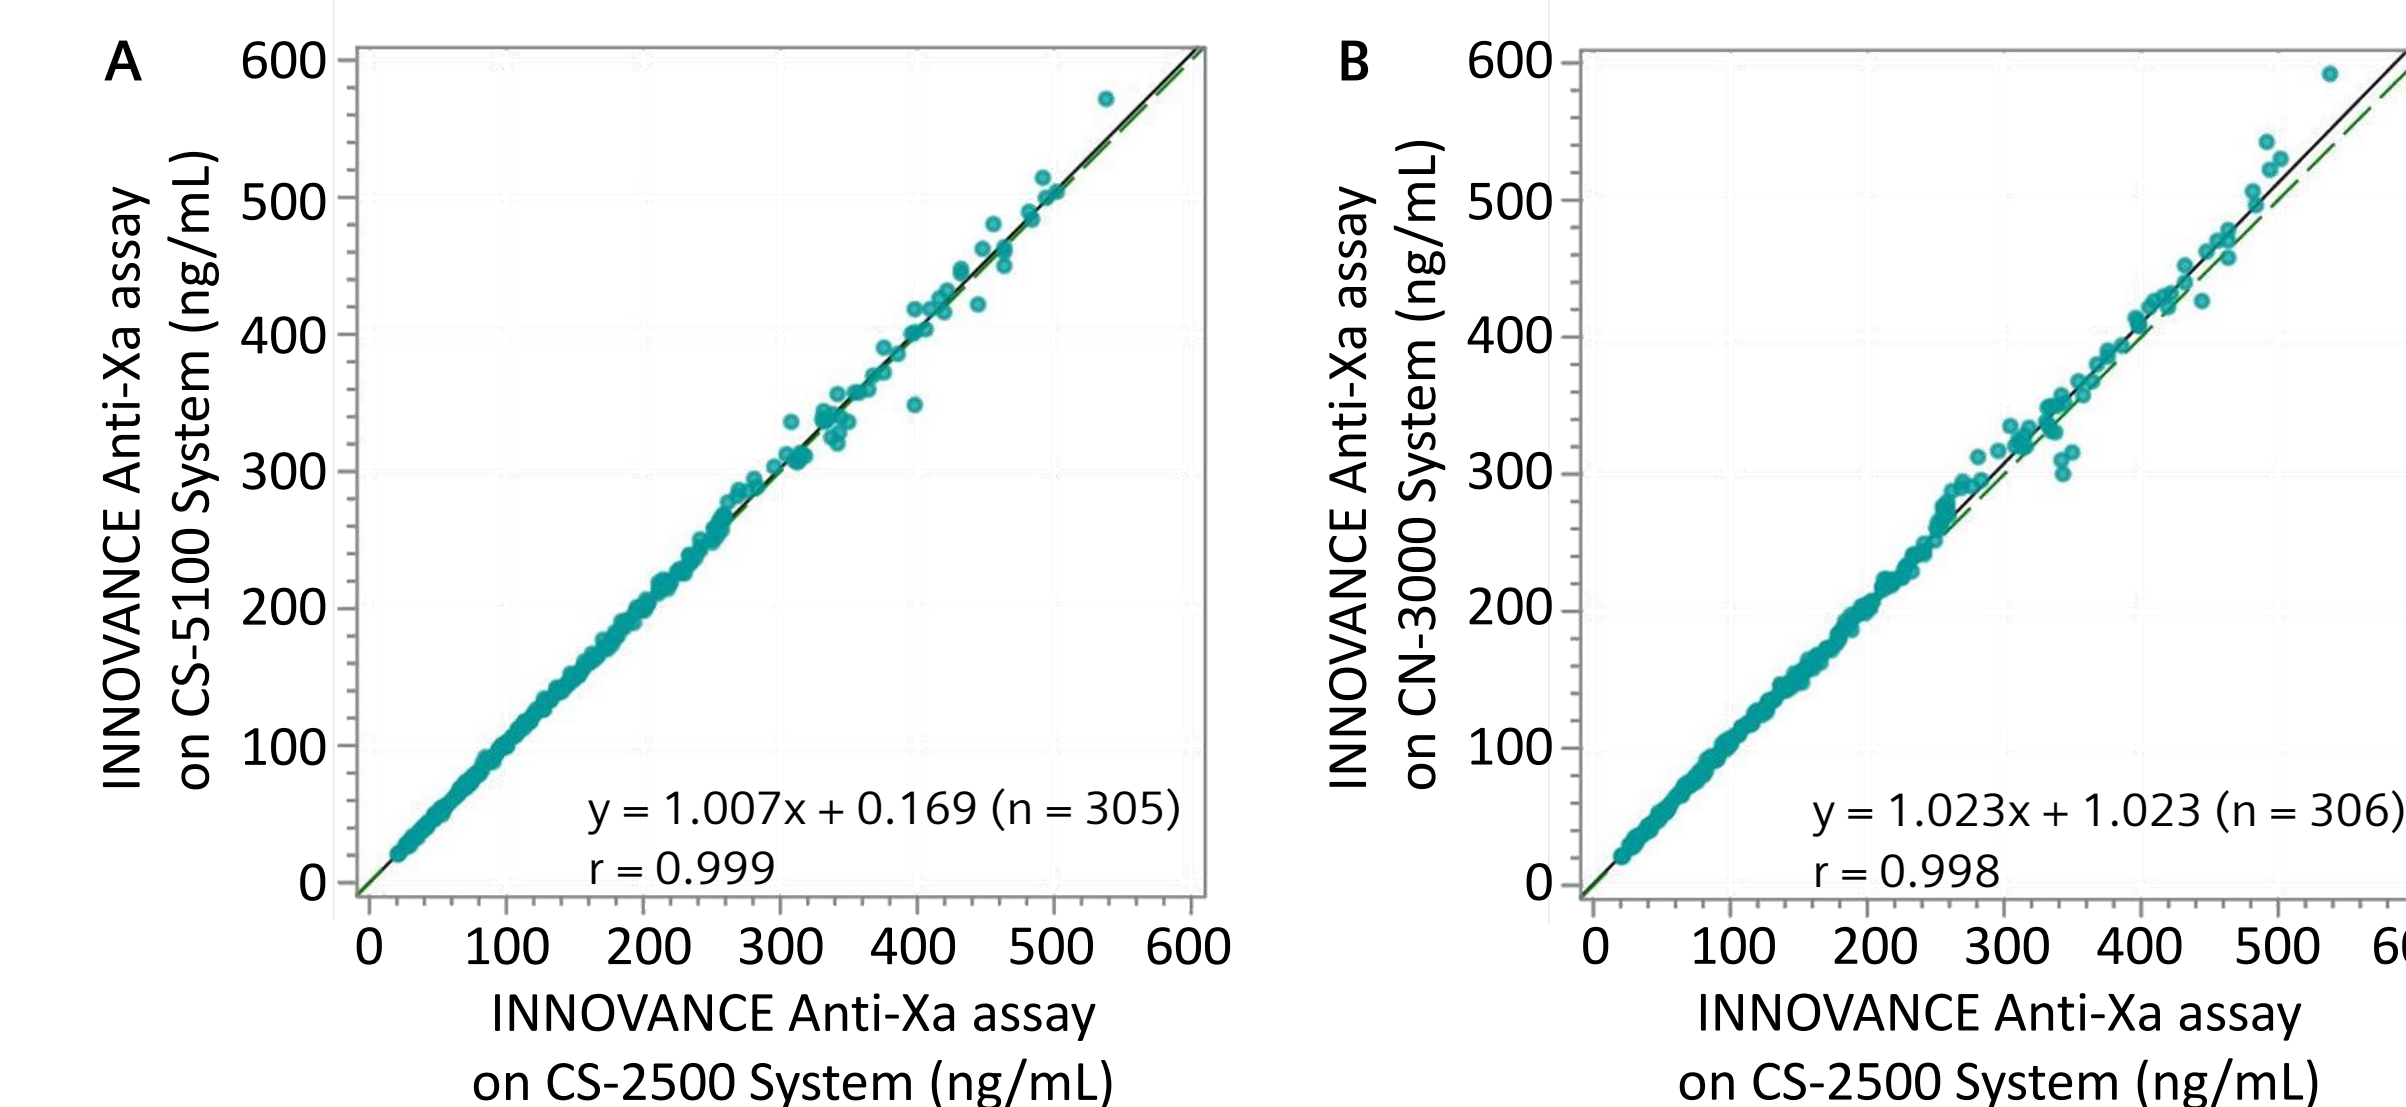 A
600
500
400
300
200
100
0
INNOVANCE Anti-Xa assay
on CS-5100 System (ng/mL)
y = 1.007x + 0.169 (n = 305)
r = 0.999
0 100 200 300 400 500 600
INNOVANCE Anti-Xa assay
on CS-2500 System (ng/mL)
B
600
500
400
300
200
100
0
INNOVANCE Anti-Xa assay
on CN-3000 System (ng/mL)
y = 1.023x + 1.023 (n = 306)
r = 0.998
0 100 200 300 400 500
INNOVANCE Anti-Xa assay
on CS-2500 System (ng/mL)